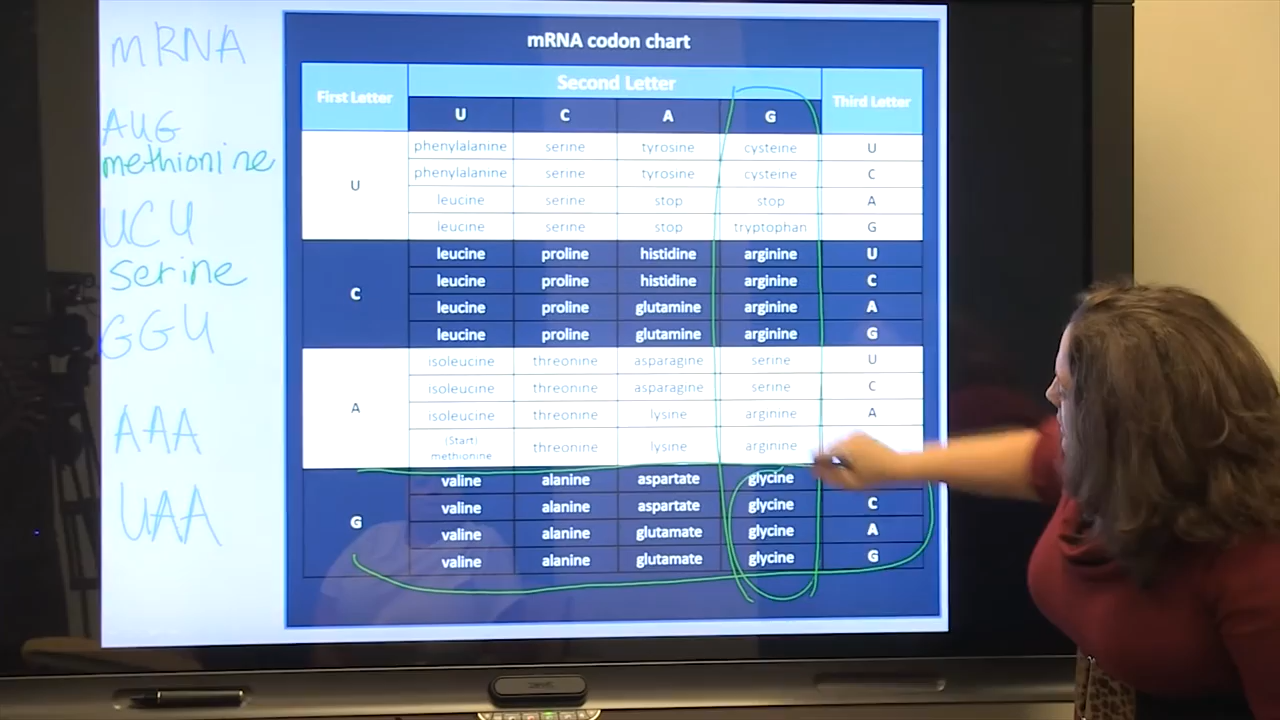 mRNA
AUG
methionine
UCU
serine
GGU
AAA
UAA
mRNA codon chart
First Letter Second Letter Third Letter
U C A G
U
phenylalanine serine tyrosine cysteine U
phenylalanine serine tyrosine cysteine C
leucine serine stop stop A
leucine serine stop tryptophan G
C
leucine proline histidine arginine U
leucine proline histidine arginine C
leucine proline glutamine arginine A
leucine proline glutamine arginine G
A
isoleucine threonine asparagine serine U
isoleucine threonine asparagine serine C
isoleucine threonine lysine arginine A
(Start)
methionine threonine lysine arginine
G
valine alanine aspartate glycine
valine alanine aspartate glycine C
valine alanine glutamate glycine A
valine alanine glutamate glycine G